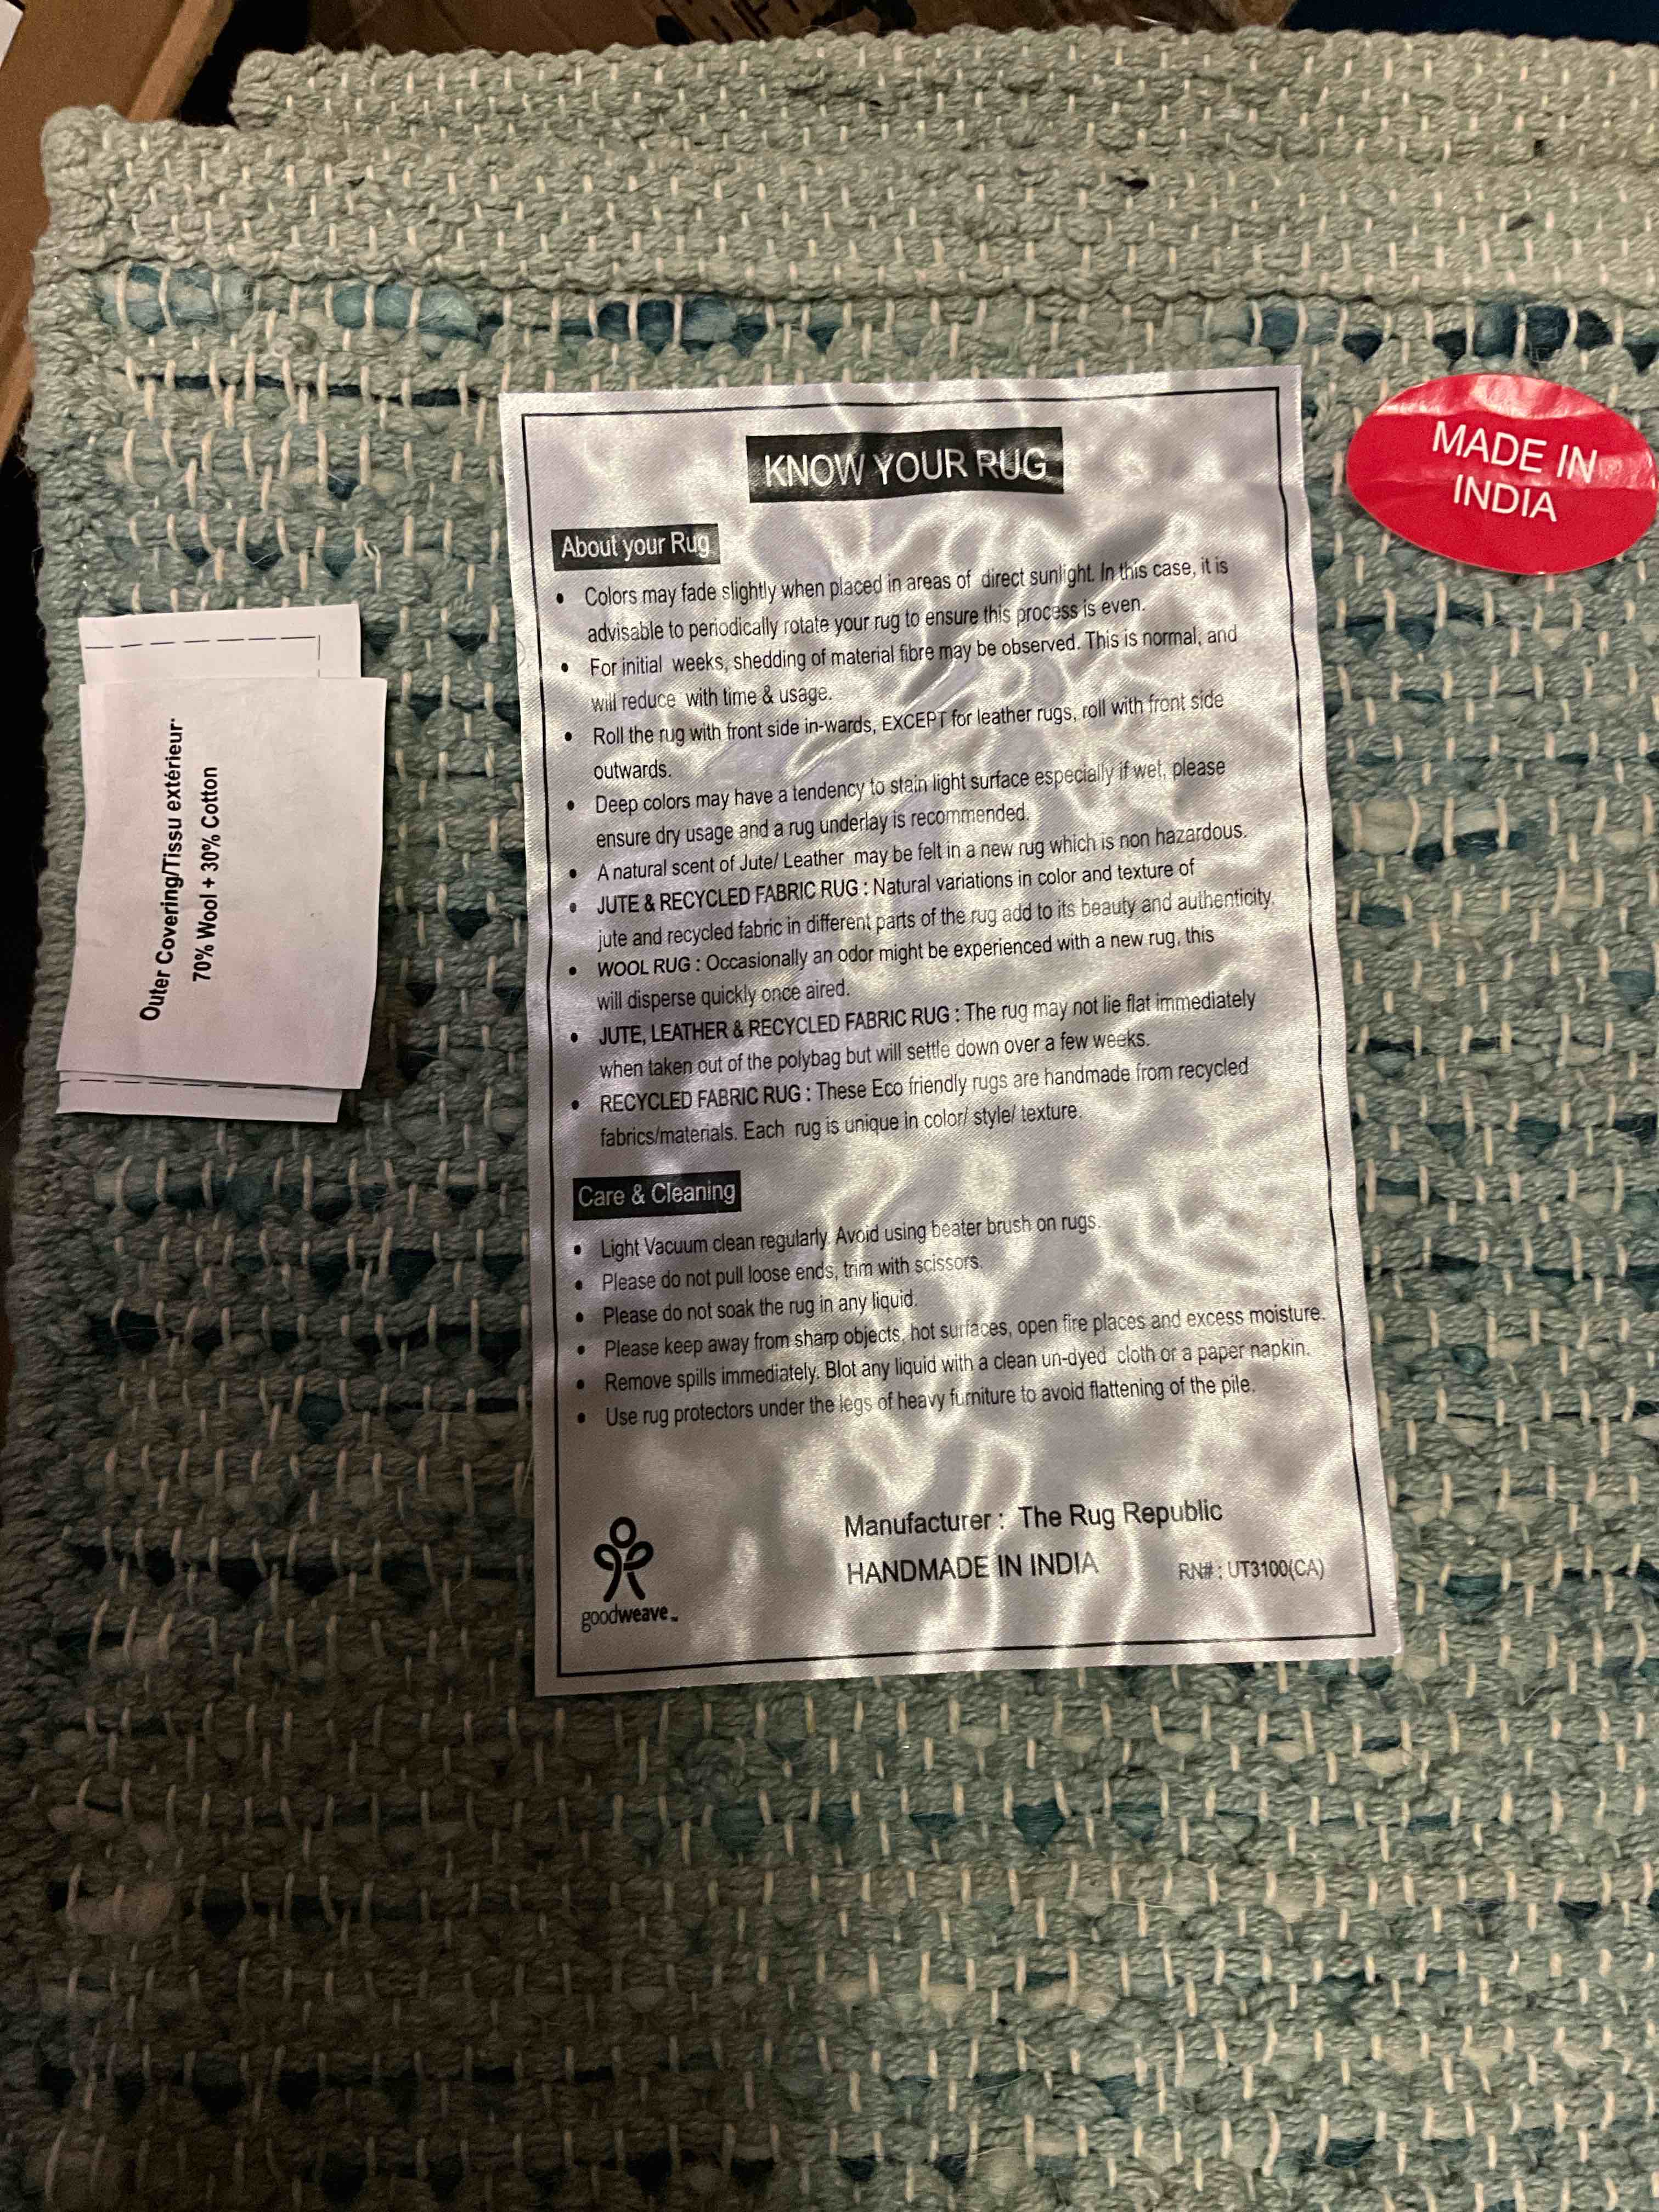 KNOW YOUR RUG
About your Rug
• Colors may fade slightly when placed in areas of direct sunlight. In this case, it is
advisable to periodically rotate your rug to ensure this process is even.
• For initial weeks, shedding of material fibre may be observed. This is normal, and
will reduce with time & usage.
• Roll the rug with front side in-wards, EXCEPT for leather rugs, roll with front side
outwards.
• Deep colors may have a tendency to stain light surface especially if wet, please
ensure dry usage and a rug underlay is recommended.
• A natural scent of Jute/ Leather may be felt in a new rug which is non hazardous.
• JUTE & RECYCLED FABRIC RUG : Natural variations in color and texture of
jute and recycled fabric in different parts of the rug add to its beauty and authenticity.
• WOOL RUG : Occasionally an odor might be experienced with a new rug, this
will disperse quickly once aired.
• JUTE, LEATHER & RECYCLED FABRIC RUG : The rug may not lie flat immediately
when taken out of the polybag but will settle down over a few weeks.
• RECYCLED FABRIC RUG : These Eco friendly rugs are handmade from recycled
fabrics/materials. Each rug is unique in color/ style/ texture.
Care & Cleaning
• Light Vacuum clean regularly. Avoid using beater brush on rugs.
• Please do not pull loose ends, trim with scissors.
• Please do not soak the rug in any liquid.
• Please keep away from sharp objects, hot surfaces, open fire places and excess moisture.
• Remove spills immediately. Blot any liquid with a clean un-dyed cloth or a paper napkin.
• Use rug protectors under the legs of heavy furniture to avoid flattening of the pile.
Manufacturer : The Rug Republic
HANDMADE IN INDIA RN# : UT3100(CA)
goodweave™
MADE IN
INDIA
Outer Covering/Tissu extérieur:
70% Wool + 30% Cotton